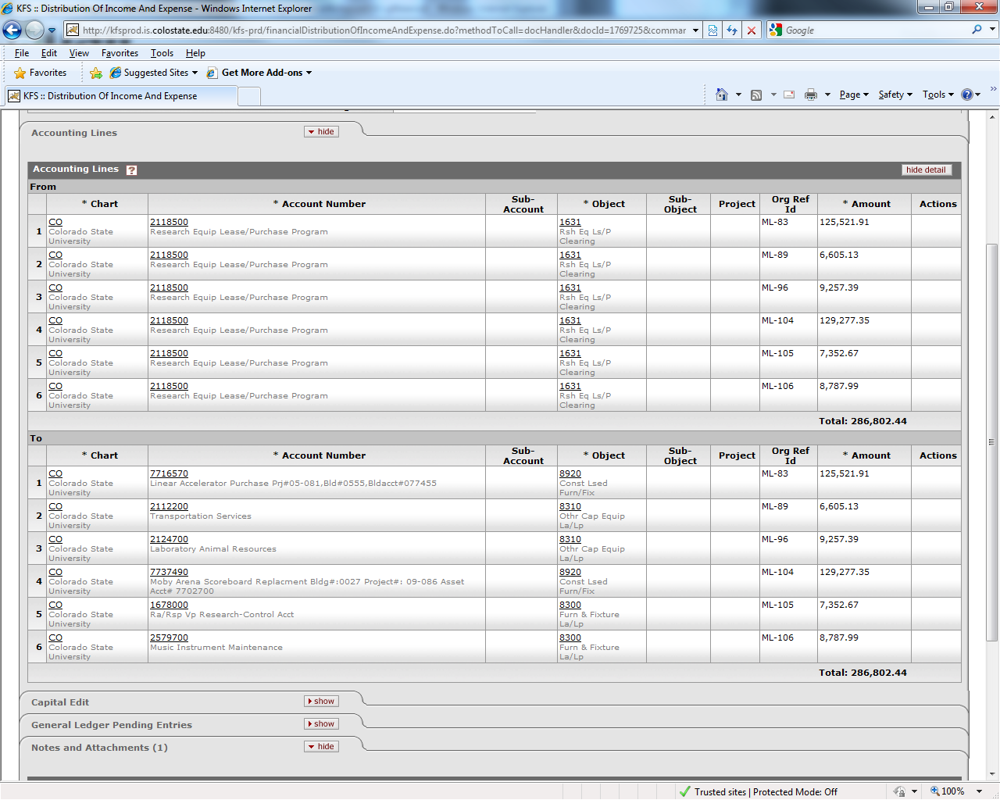 KFS :: Distribution Of Income And Expense - Windows Internet Explorer
http://kfsprod.is.colostate.edu:8480/kfs-prd/financialDistributionOfIncomeAndExpense.do?methodToCall=docHandler&docId=1769725&commar
Google
File Edit View Favorites Tools Help
Favorites Suggested Sites Get More Add-ons
KFS :: Distribution Of Income And Expense
Page Safety Tools
Accounting Lines hide
Accounting Lines ? hide detail
From
* Chart * Account Number Sub-Account * Object Sub-Object Project Org Ref Id * Amount Actions
1 CO 2118500 1631 ML-83 125,521.91
Colorado State University Research Equip Lease/Purchase Program Rsh Eq Ls/P Clearing
2 CO 2118500 1631 ML-89 6,605.13
Colorado State University Research Equip Lease/Purchase Program Rsh Eq Ls/P Clearing
3 CO 2118500 1631 ML-96 9,257.39
Colorado State University Research Equip Lease/Purchase Program Rsh Eq Ls/P Clearing
4 CO 2118500 1631 ML-104 129,277.35
Colorado State University Research Equip Lease/Purchase Program Rsh Eq Ls/P Clearing
5 CO 2118500 1631 ML-105 7,352.67
Colorado State University Research Equip Lease/Purchase Program Rsh Eq Ls/P Clearing
6 CO 2118500 1631 ML-106 8,787.99
Colorado State University Research Equip Lease/Purchase Program Rsh Eq Ls/P Clearing
Total: 286,802.44
To
* Chart * Account Number Sub-Account * Object Sub-Object Project Org Ref Id * Amount Actions
1 CO 7716570 8920 ML-83 125,521.91
Colorado State University Linear Accelerator Purchase Prj#05-081,Bld#0555,Bldacct#077455 Const Lsed Furn/Fix
2 CO 2112200 8310 ML-89 6,605.13
Colorado State University Transportation Services Othr Cap Equip La/Lp
3 CO 2124700 8310 ML-96 9,257.39
Colorado State University Laboratory Animal Resources Othr Cap Equip La/Lp
4 CO 7737490 8920 ML-104 129,277.35
Colorado State University Moby Arena Scoreboard Replacment Bldg#:0027 Project#: 09-086 Asset Acct# 7702700 Const Lsed Furn/Fix
5 CO 1678000 8300 ML-105 7,352.67
Colorado State University Ra/Rsp Vp Research-Control Acct Furn & Fixture La/Lp
6 CO 2579700 8300 ML-106 8,787.99
Colorado State University Music Instrument Maintenance Furn & Fixture La/Lp
Total: 286,802.44
Capital Edit show
General Ledger Pending Entries show
Notes and Attachments (1) hide
Trusted sites | Protected Mode: Off 100%